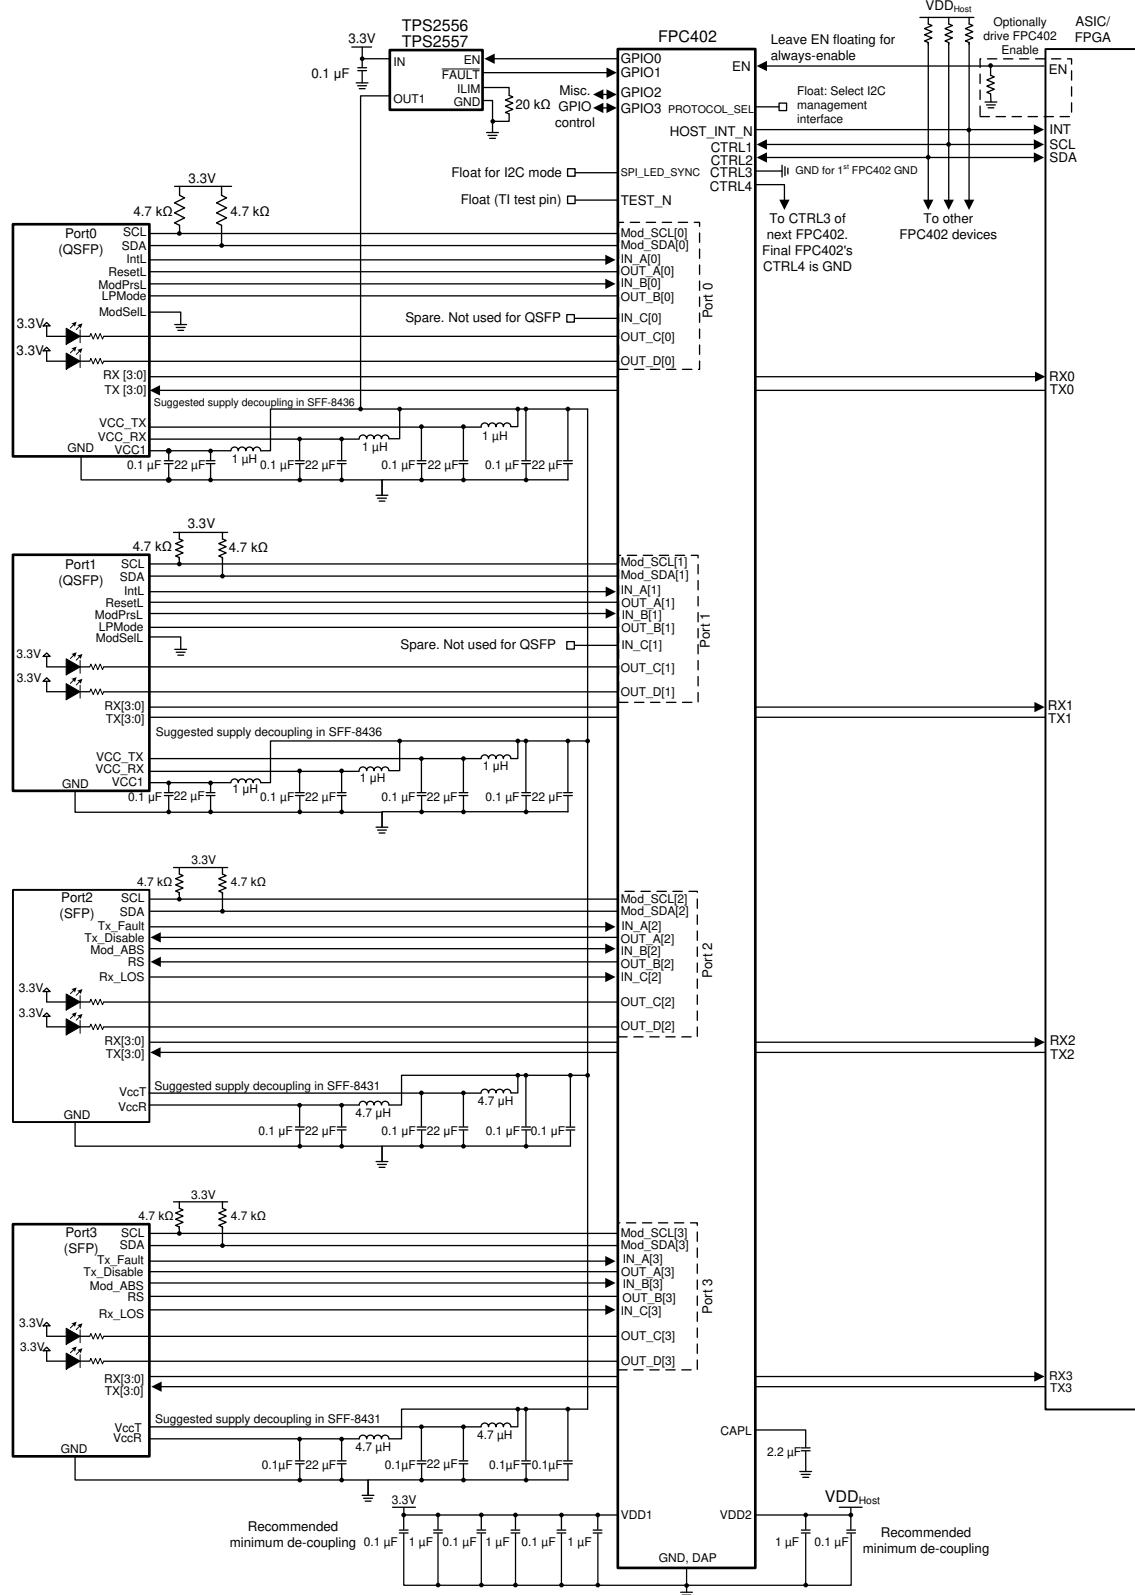 TPS2556
TPS2557
3.3V
0.1 µF
IN
OUT1
EN
FAULT
ILIM
GND
20 kΩ
FPC402
GPIO0
GPIO1
GPIO2
GPIO3
Misc.
GPIO
control
EN
PROTOCOL_SEL
HOST_INT_N
CTRL1
CTRL2
CTRL3
CTRL4
SPI_LED_SYNC
TEST_N
Float for I2C mode
Float (TI test pin)
Leave EN floating for
always-enable
Float: Select I2C
management
interface
GND for 1st FPC402 GND
To CTRL3 of
next FPC402.
Final FPC402's
CTRL4 is GND
VDDHost
To other
FPC402 devices
Optionally
drive FPC402
Enable
ASIC/
FPGA
EN
INT
SCL
SDA
3.3V
4.7 kΩ
4.7 kΩ
Port0
(QSFP)
SCL
SDA
IntL
ResetL
ModPrsL
LPMode
ModSelL
3.3V
3.3V
RX [3:0]
TX [3:0]
VCC_TX
VCC_RX
VCC1
GND
Mod_SCL[0]
Mod_SDA[0]
IN_A[0]
OUT_A[0]
IN_B[0]
OUT_B[0]
IN_C[0]
OUT_C[0]
OUT_D[0]
Port 0
Spare. Not used for QSFP
RX0
TX0
Suggested supply decoupling in SFF-8436
1 µH
1 µH
1 µH
0.1 µF
22 µF
0.1 µF
22 µF
0.1 µF
22 µF
0.1 µF
22 µF
3.3V
4.7 kΩ
4.7 kΩ
Port1
(QSFP)
SCL
SDA
IntL
ResetL
ModPrsL
LPMode
ModSelL
3.3V
3.3V
RX[3:0]
TX[3:0]
VCC_TX
VCC_RX
VCC1
GND
Mod_SCL[1]
Mod_SDA[1]
IN_A[1]
OUT_A[1]
IN_B[1]
OUT_B[1]
IN_C[1]
OUT_C[1]
OUT_D[1]
Port 1
Spare. Not used for QSFP
RX1
TX1
Suggested supply decoupling in SFF-8436
1 µH
1 µH
1 µH
0.1 µF
22 µF
0.1 µF
22 µF
0.1 µF
22 µF
0.1 µF
22 µF
3.3V
4.7 kΩ
4.7 kΩ
Port2
(SFP)
SCL
SDA
Tx_Fault
Tx_Disable
Mod_ABS
RS
Rx_LOS
3.3V
3.3V
RX[3:0]
TX[3:0]
VccT
VccR
GND
Mod_SCL[2]
Mod_SDA[2]
IN_A[2]
OUT_A[2]
IN_B[2]
OUT_B[2]
IN_C[2]
OUT_C[2]
OUT_D[2]
Port 2
RX2
TX2
Suggested supply decoupling in SFF-8431
4.7 µH
4.7 µH
0.1 µF
22 µF
0.1 µF
22 µF
0.1 µF
0.1 µF
3.3V
4.7 kΩ
4.7 kΩ
Port3
(SFP)
SCL
SDA
Tx_Fault
Tx_Disable
Mod_ABS
RS
Rx_LOS
3.3V
3.3V
RX[3:0]
TX[3:0]
VccT
VccR
GND
Mod_SCL[3]
Mod_SDA[3]
IN_A[3]
OUT_A[3]
IN_B[3]
OUT_B[3]
IN_C[3]
OUT_C[3]
OUT_D[3]
Port 3
RX3
TX3
Suggested supply decoupling in SFF-8431
4.7 µH
4.7 µH
0.1µF
22 µF
0.1µF
22 µF
0.1µF
0.1µF
CAPL
2.2 µF
3.3V
VDD1
VDD2
VDDHost
Recommended
minimum de-coupling
0.1 µF
1 µF
0.1 µF
1 µF
0.1 µF
1 µF
1 µF
0.1 µF
Recommended
minimum de-coupling
GND, DAP